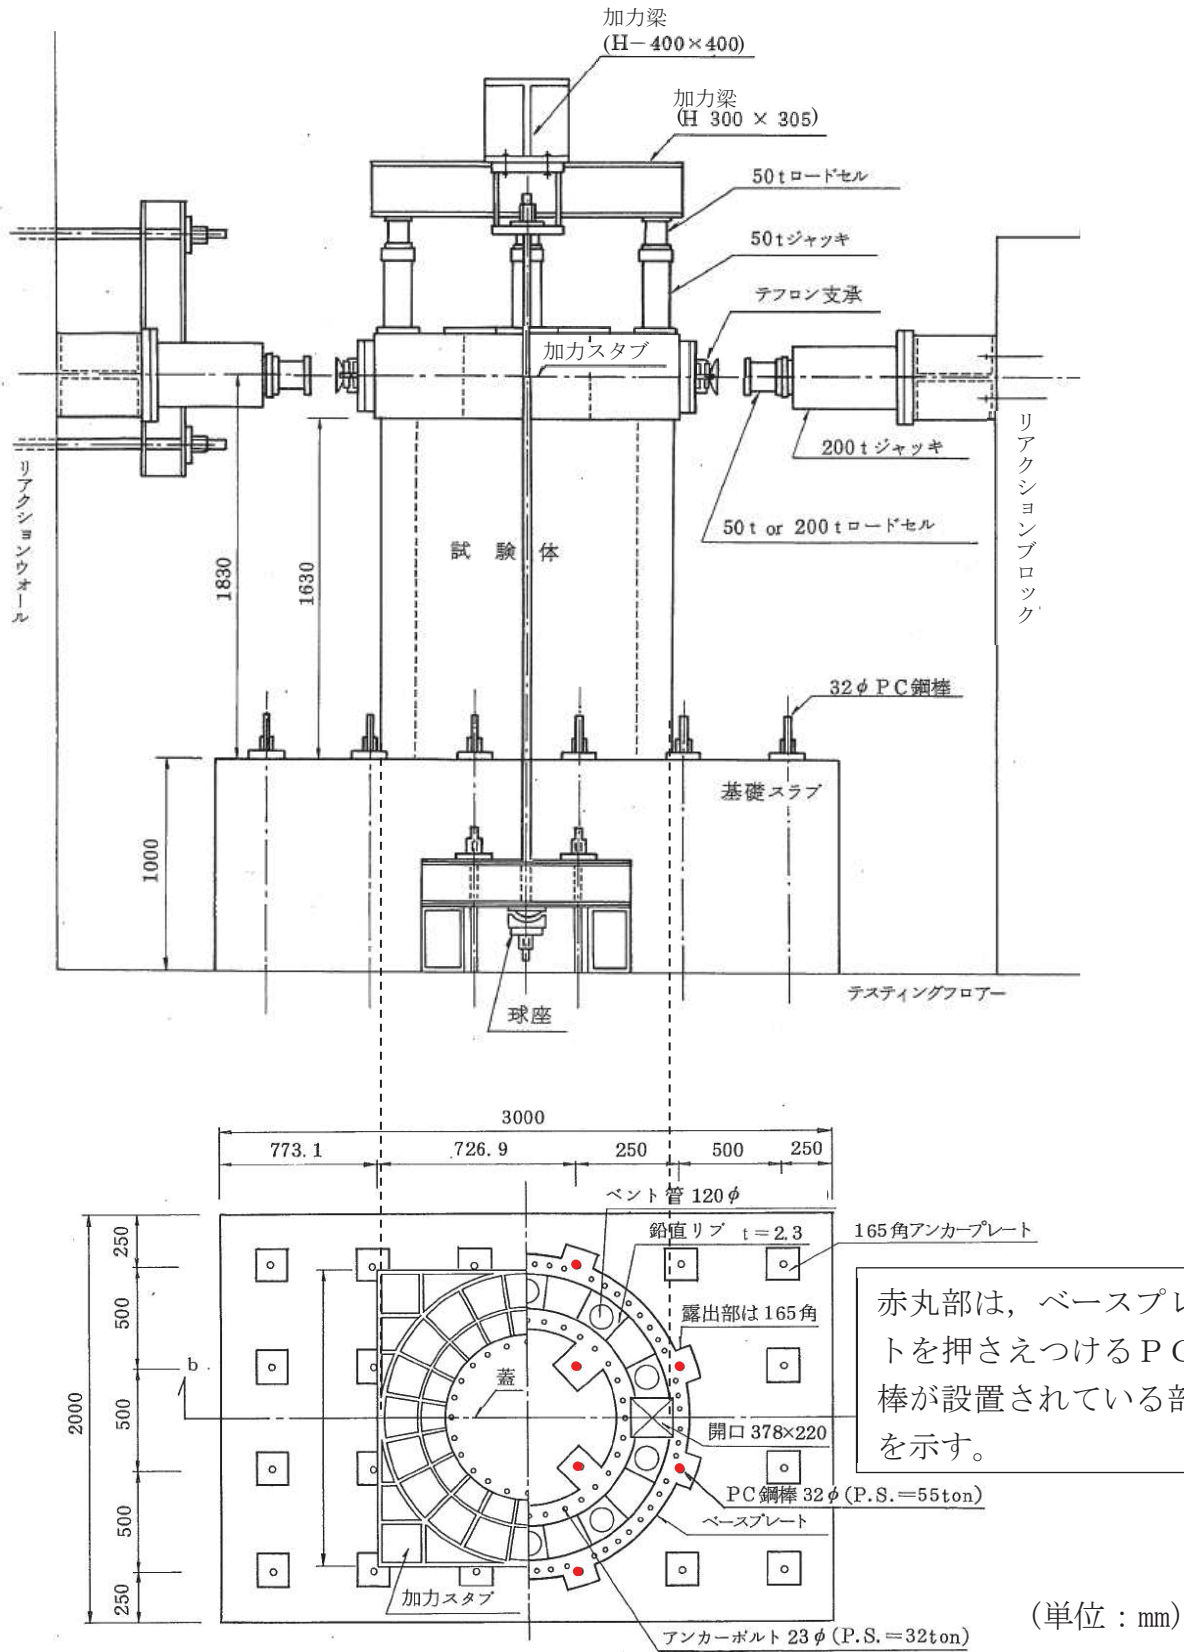 加力梁
(H-400×400)
加力梁
(H 300 × 305)
50tロードセル
50tジャッキ
テフロン支承
加力スタブ
200tジャッキ
リアクションウォール
リアクションブロック
50t or 200tロードセル
試験体
1830
1630
32φPC鋼棒
基礎スラブ
1000
テスティングフロアー
球座
3000
773.1
726.9
250
500
250
ベント管 120φ
鉛直リブ t=2.3
165角アンカープレート
250
500
露出部は165角
赤丸部は，ベースプレ
トを押さえつけるPC
棒が設置されている部
を示す。
b
蓋
2000
500
開口 378×220
PC鋼棒 32φ(P.S.=55ton)
ベースプレート
500
加力スタブ
250
アンカーボルト 23φ(P.S.=32ton)
(単位：mm)